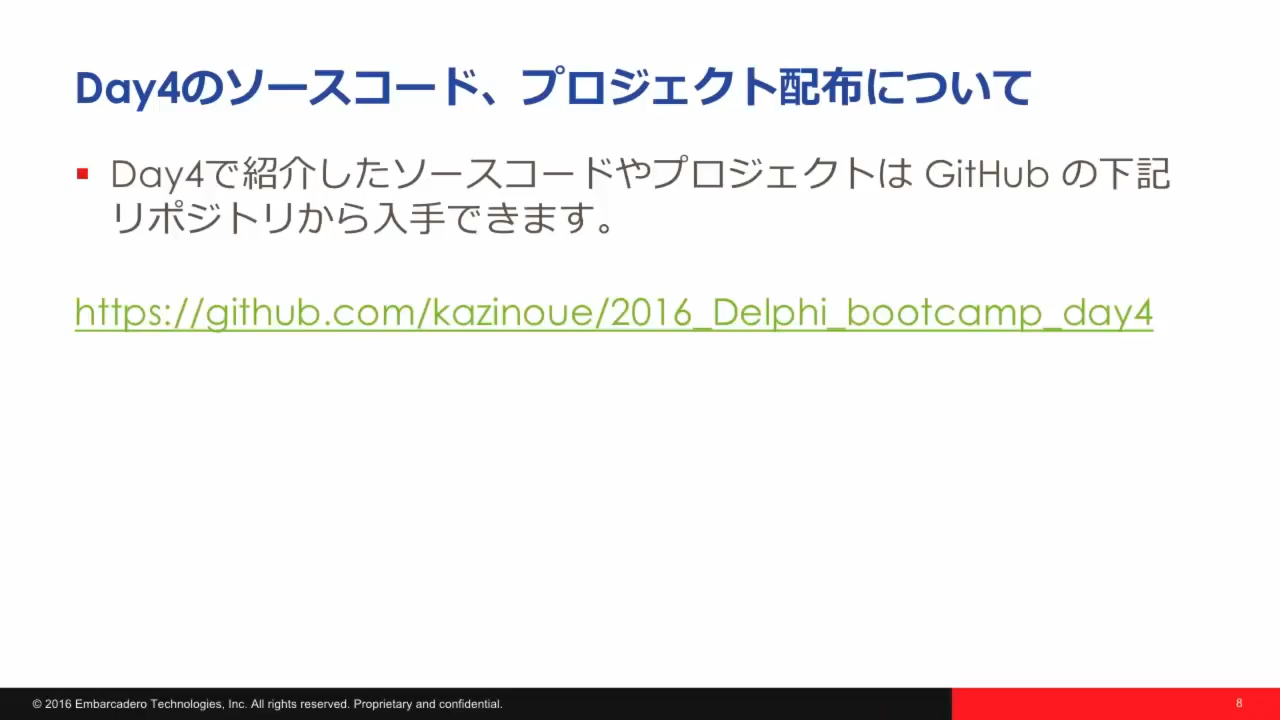 Day4のソースコード、プロジェクト配布について
Day4で紹介したソースコードやプロジェクトは GitHub の下記
リポジトリから入手できます。
https://github.com/kazinoue/2016_Delphi_bootcamp_day4
© 2016 Embarcadero Technologies, Inc. All rights reserved. Proprietary and confidential.
8